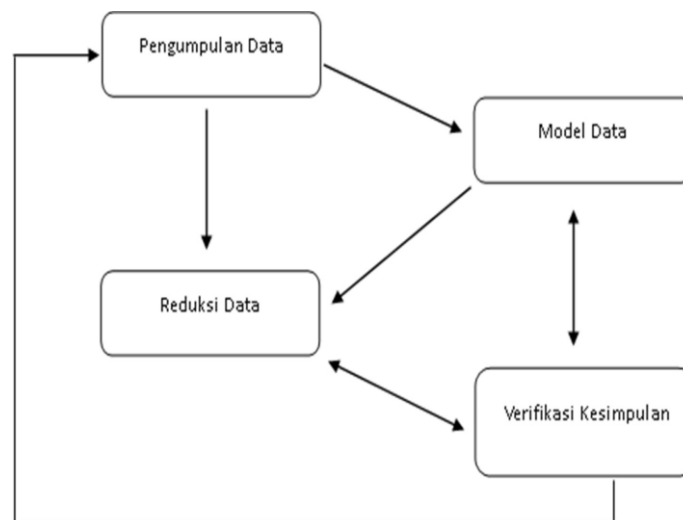 Pengumpulan Data
Model Data
Reduksi Data
Verifikasi Kesimpulan